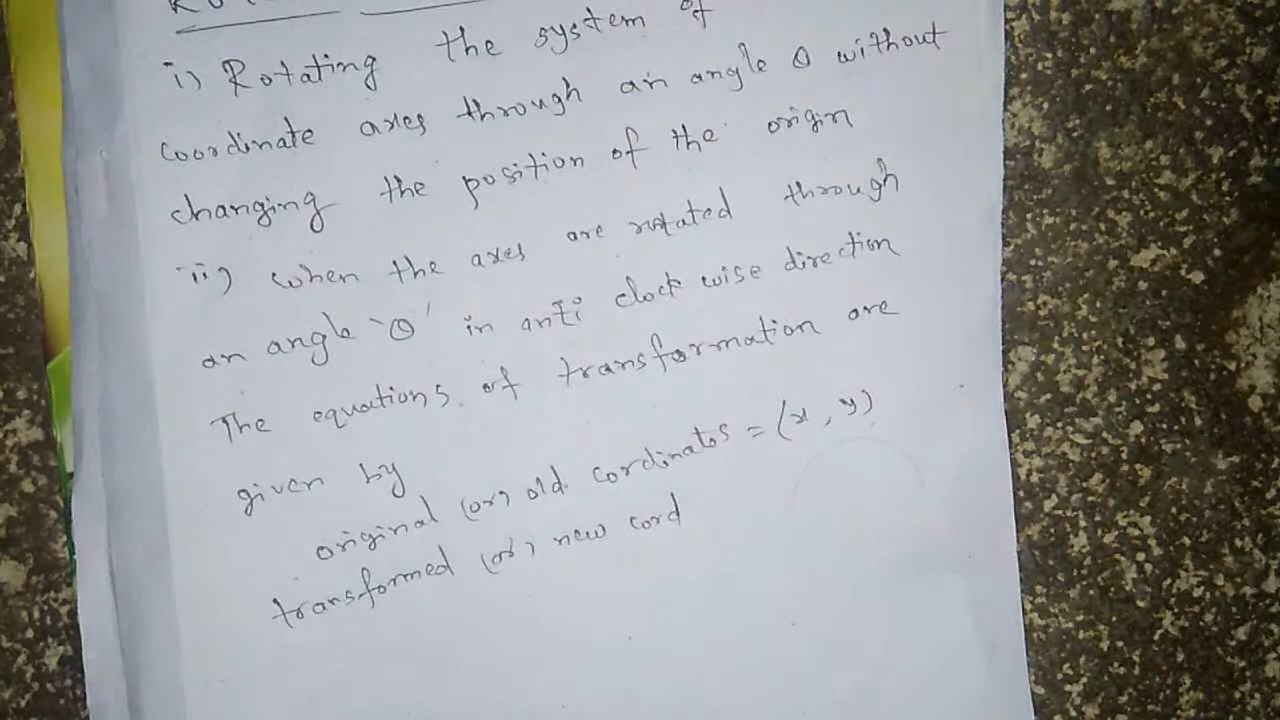 i) Rotating the system of
coordinate axes through an angle θ without
changing the position of the origin
ii) when the axes are rotated through
an angle 'θ' in anti clock wise direction
The equations of transformation are
given by
original (or) old cordinates = (x, y)
transformed (or) new cord